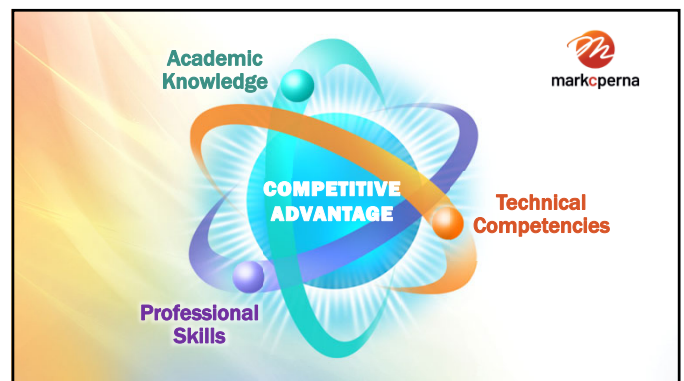 Academic
Knowledge
markcperna
COMPETITIVE
ADVANTAGE
Technical
Competencies
Professional
Skills